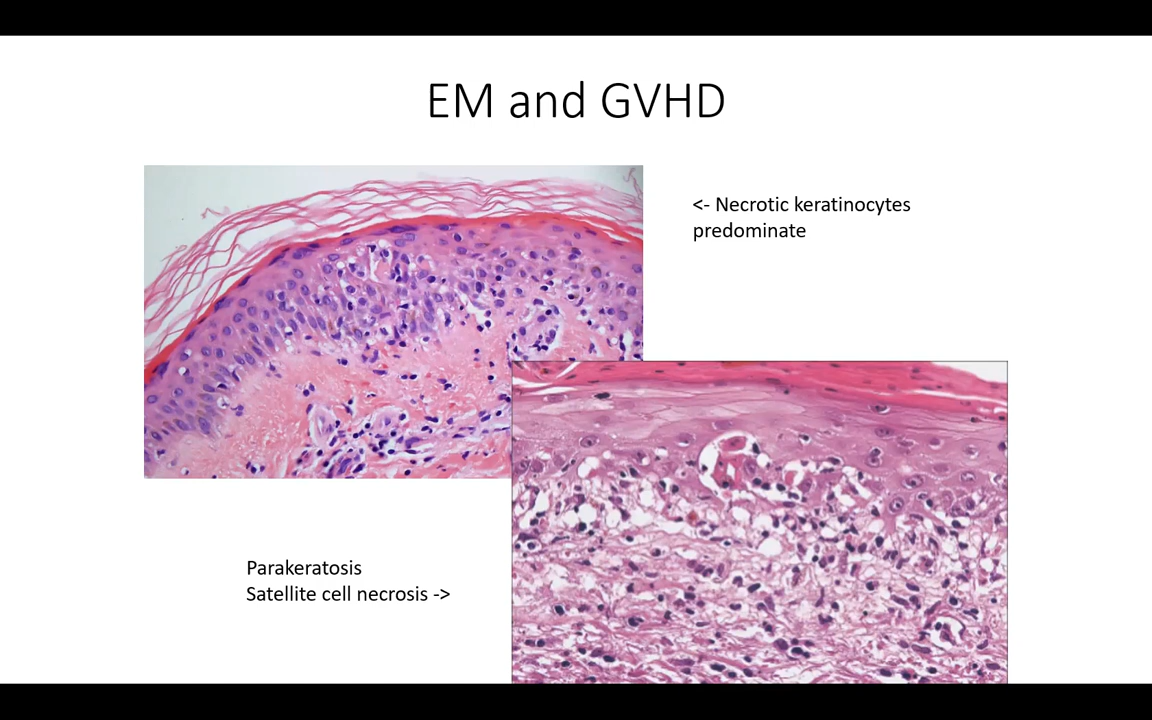 EM and GVHD
<- Necrotic keratinocytes
predominate
Parakeratosis
Satellite cell necrosis ->